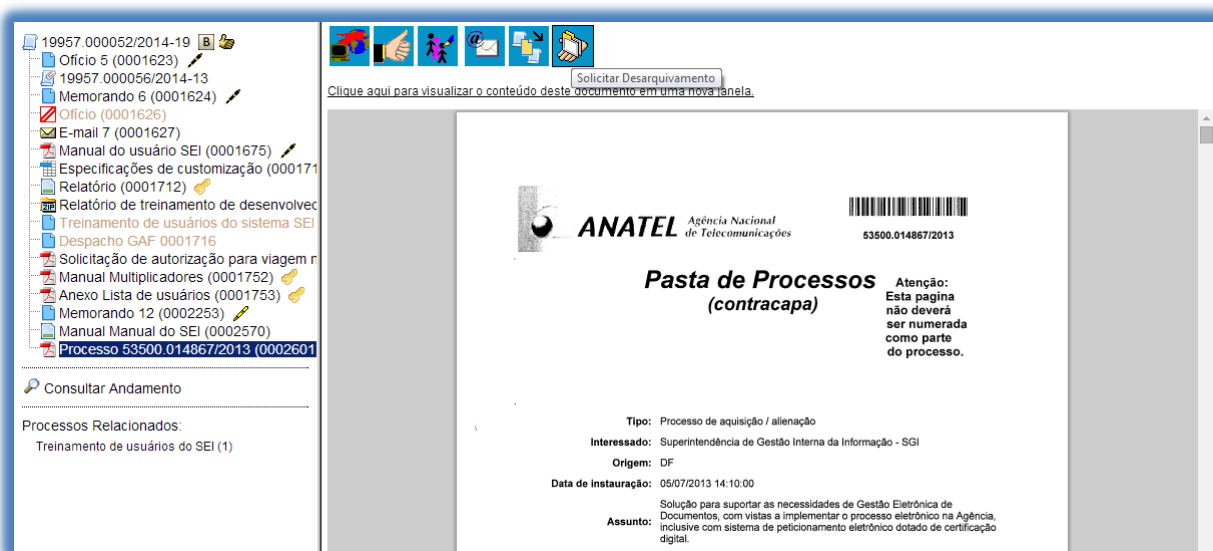 19957.000052/2014-19
Ofício 5 (0001623)
19957.000056/2014-13
Memorando 6 (0001624)
Ofício (0001626)
E-mail 7 (0001627)
Manual do usuário SEI (0001675)
Especificações de customização (000171
Relatório (0001712)
Relatório de treinamento de desenvolvec
Treinamento de usuários do sistema SEI
Despacho GAF 0001716
Solicitação de autorização para viagem n
Manual Multiplicadores (0001752)
Anexo Lista de usuários (0001753)
Memorando 12 (0002253)
Manual Manual do SEI (0002570)
Processo 53500.014867/2013 (0002601
Consultar Andamento
Processos Relacionados:
Treinamento de usuários do SEI (1)
Solicitar Desarquivamento
Clique aqui para visualizar o conteúdo deste documento em uma nova janela.
ANATEL Agência Nacional
de Telecomunicações
53500.014867/2013
Pasta de Processos
(contracapa)
Atenção:
Esta pagina
não deverá
ser numerada
como parte
do processo.
Tipo: Processo de aquisição / alienação
Interessado: Superintendência de Gestão Interna da Informação - SGI
Origem: DF
Data de instauração: 05/07/2013 14:10:00
Assunto: Solução para suportar as necessidades de Gestão Eletrônica de
Documentos, com vistas a implementar o processo eletrônico na Agência,
inclusive com sistema de peticionamento eletrônico dotado de certificação
digital.